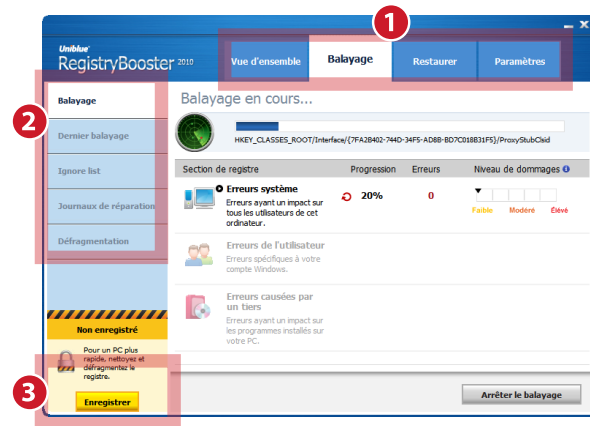 1
Uniblue
RegistryBooster 2010
Vue d'ensemble
Balayage
Restaurer
Paramètres
2
Balayage
Dernier balayage
Ignore list
Journaux de réparation
Défragmentation
Balayage en cours...
HKEY_CLASSES_ROOT/Interface/{7FA2B402-744D-34F5-AD8B-BD7C018B31F5}/ProxyStubClsid
Section de registre
Progression
Erreurs
Niveau de dommages
Erreurs système
Erreurs ayant un impact sur
tous les utilisateurs de cet
ordinateur.
20%
0
Faible
Modéré
Élevé
Erreurs de l'utilisateur
Erreurs spécifiques à votre
compte Windows.
Erreurs causées par
un tiers
Erreurs ayant un impact sur
les programmes installés sur
votre PC.
Non enregistré
Pour un PC plus
rapide, nettoyez et
défragmentez le
registre.
3
Enregistrer
Arrêter le balayage